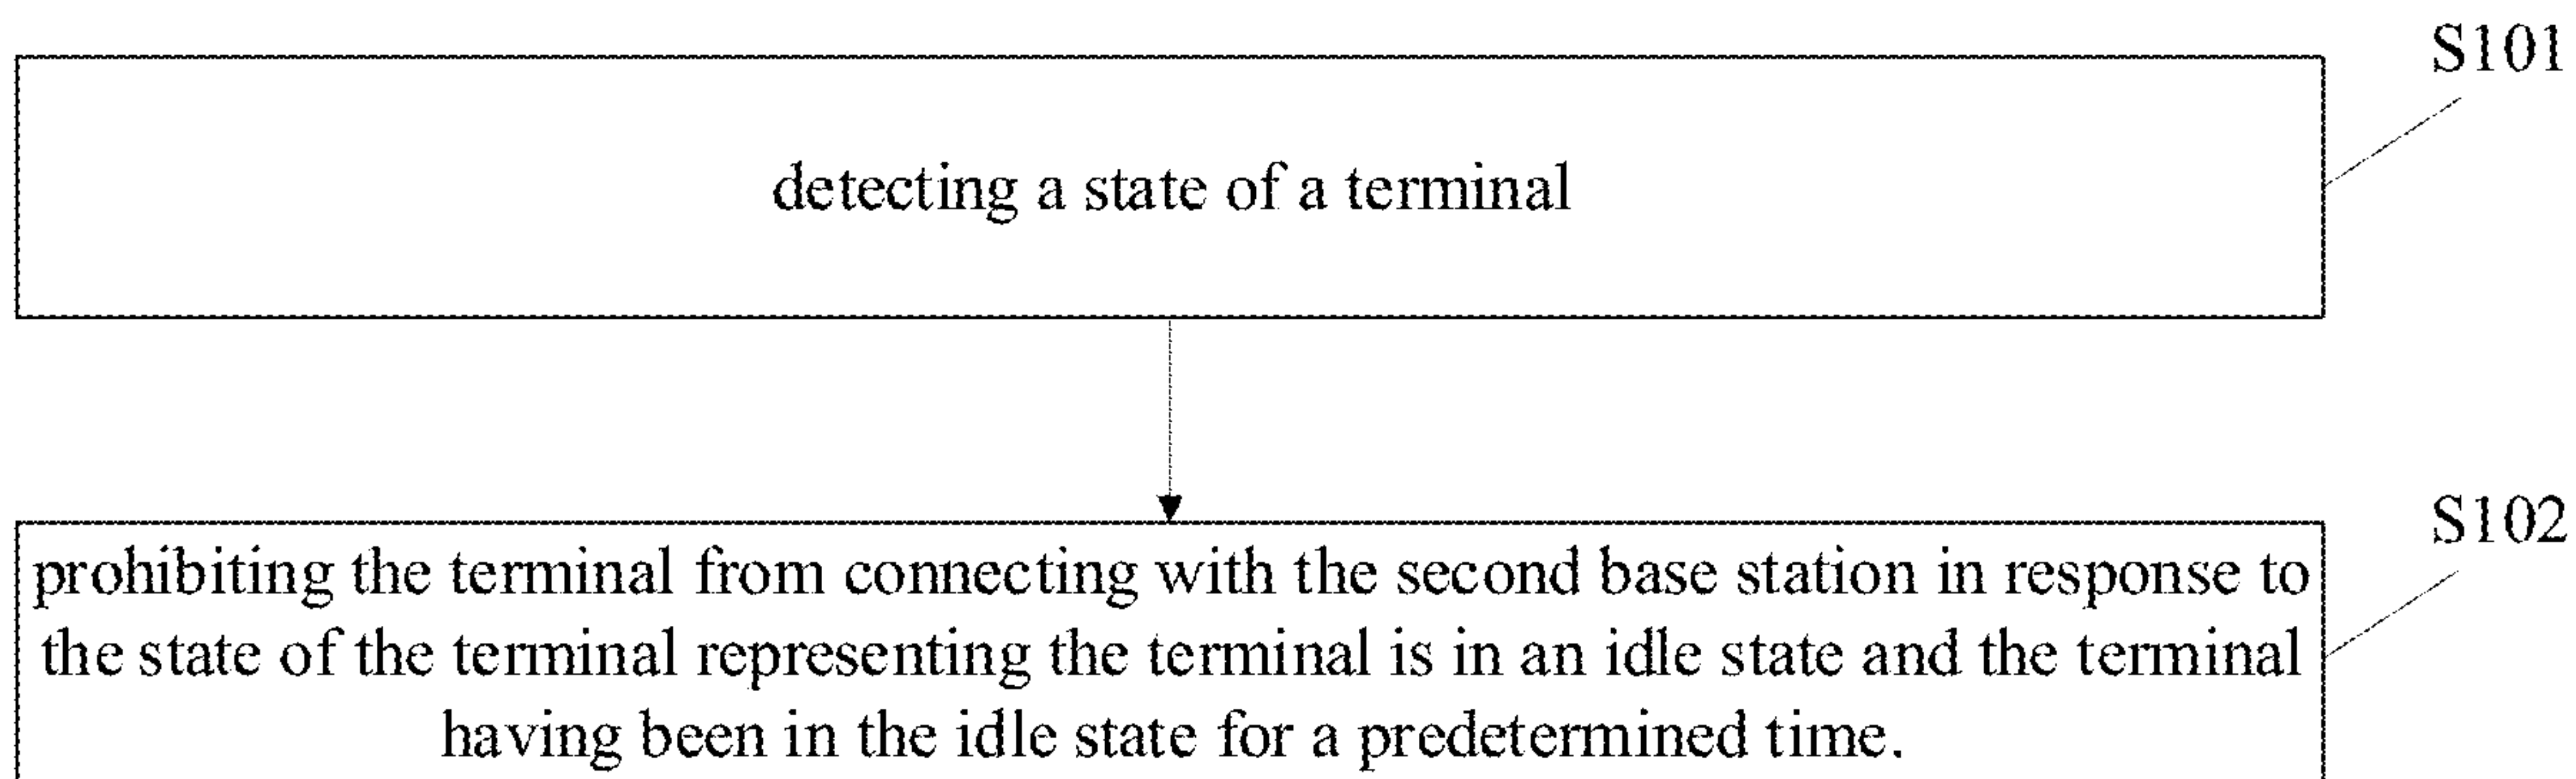 S101
detecting a state of a terminal
S102
prohibiting the terminal from connecting with the second base station in response to
the state of the terminal representing the terminal is in an idle state and the terminal
having been in the idle state for a predetermined time.